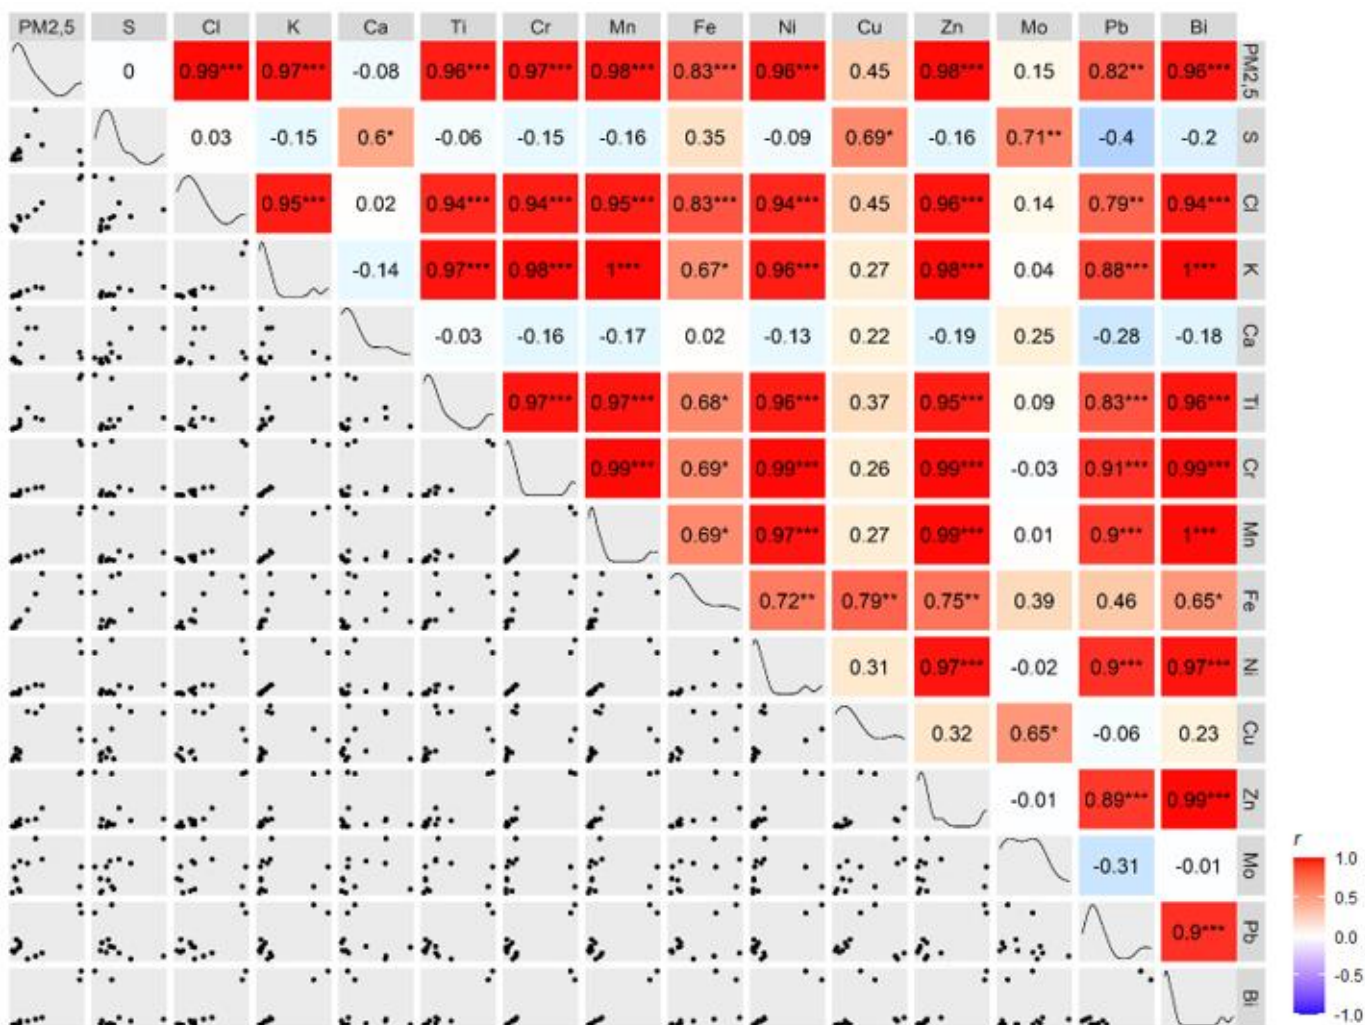 PM2,5 S Cl K Ca Ti Cr Mn Fe Ni Cu Zn Mo Pb Bi
0 0.99*** 0.97*** -0.08 0.96*** 0.97*** 0.98*** 0.83*** 0.96*** 0.45 0.98*** 0.15 0.82** 0.96*** PM2,5
0.03 -0.15 0.6* -0.06 -0.15 -0.16 0.35 -0.09 0.69* -0.16 0.71** -0.4 -0.2 S
0.95*** 0.02 0.94*** 0.94*** 0.95*** 0.83*** 0.94*** 0.45 0.96*** 0.14 0.79** 0.94*** Cl
-0.14 0.97*** 0.98*** 1*** 0.67* 0.96*** 0.27 0.98*** 0.04 0.88*** 1*** K
-0.03 -0.16 -0.17 0.02 -0.13 0.22 -0.19 0.25 -0.28 -0.18 Ca
0.97*** 0.97*** 0.68* 0.96*** 0.37 0.95*** 0.09 0.83*** 0.96*** Ti
0.99*** 0.69* 0.99*** 0.26 0.99*** -0.03 0.91*** 0.99*** Cr
0.69* 0.97*** 0.27 0.99*** 0.01 0.9*** 1*** Mn
0.72** 0.79** 0.75** 0.39 0.46 0.65* Fe
0.31 0.97*** -0.02 0.9*** 0.97*** Ni
0.32 0.65* -0.06 0.23 Cu
-0.01 0.89*** 0.99*** Zn
-0.31 -0.01 Mo
0.9*** Pb
Bi
r
1.0
0.5
0.0
-0.5
-1.0